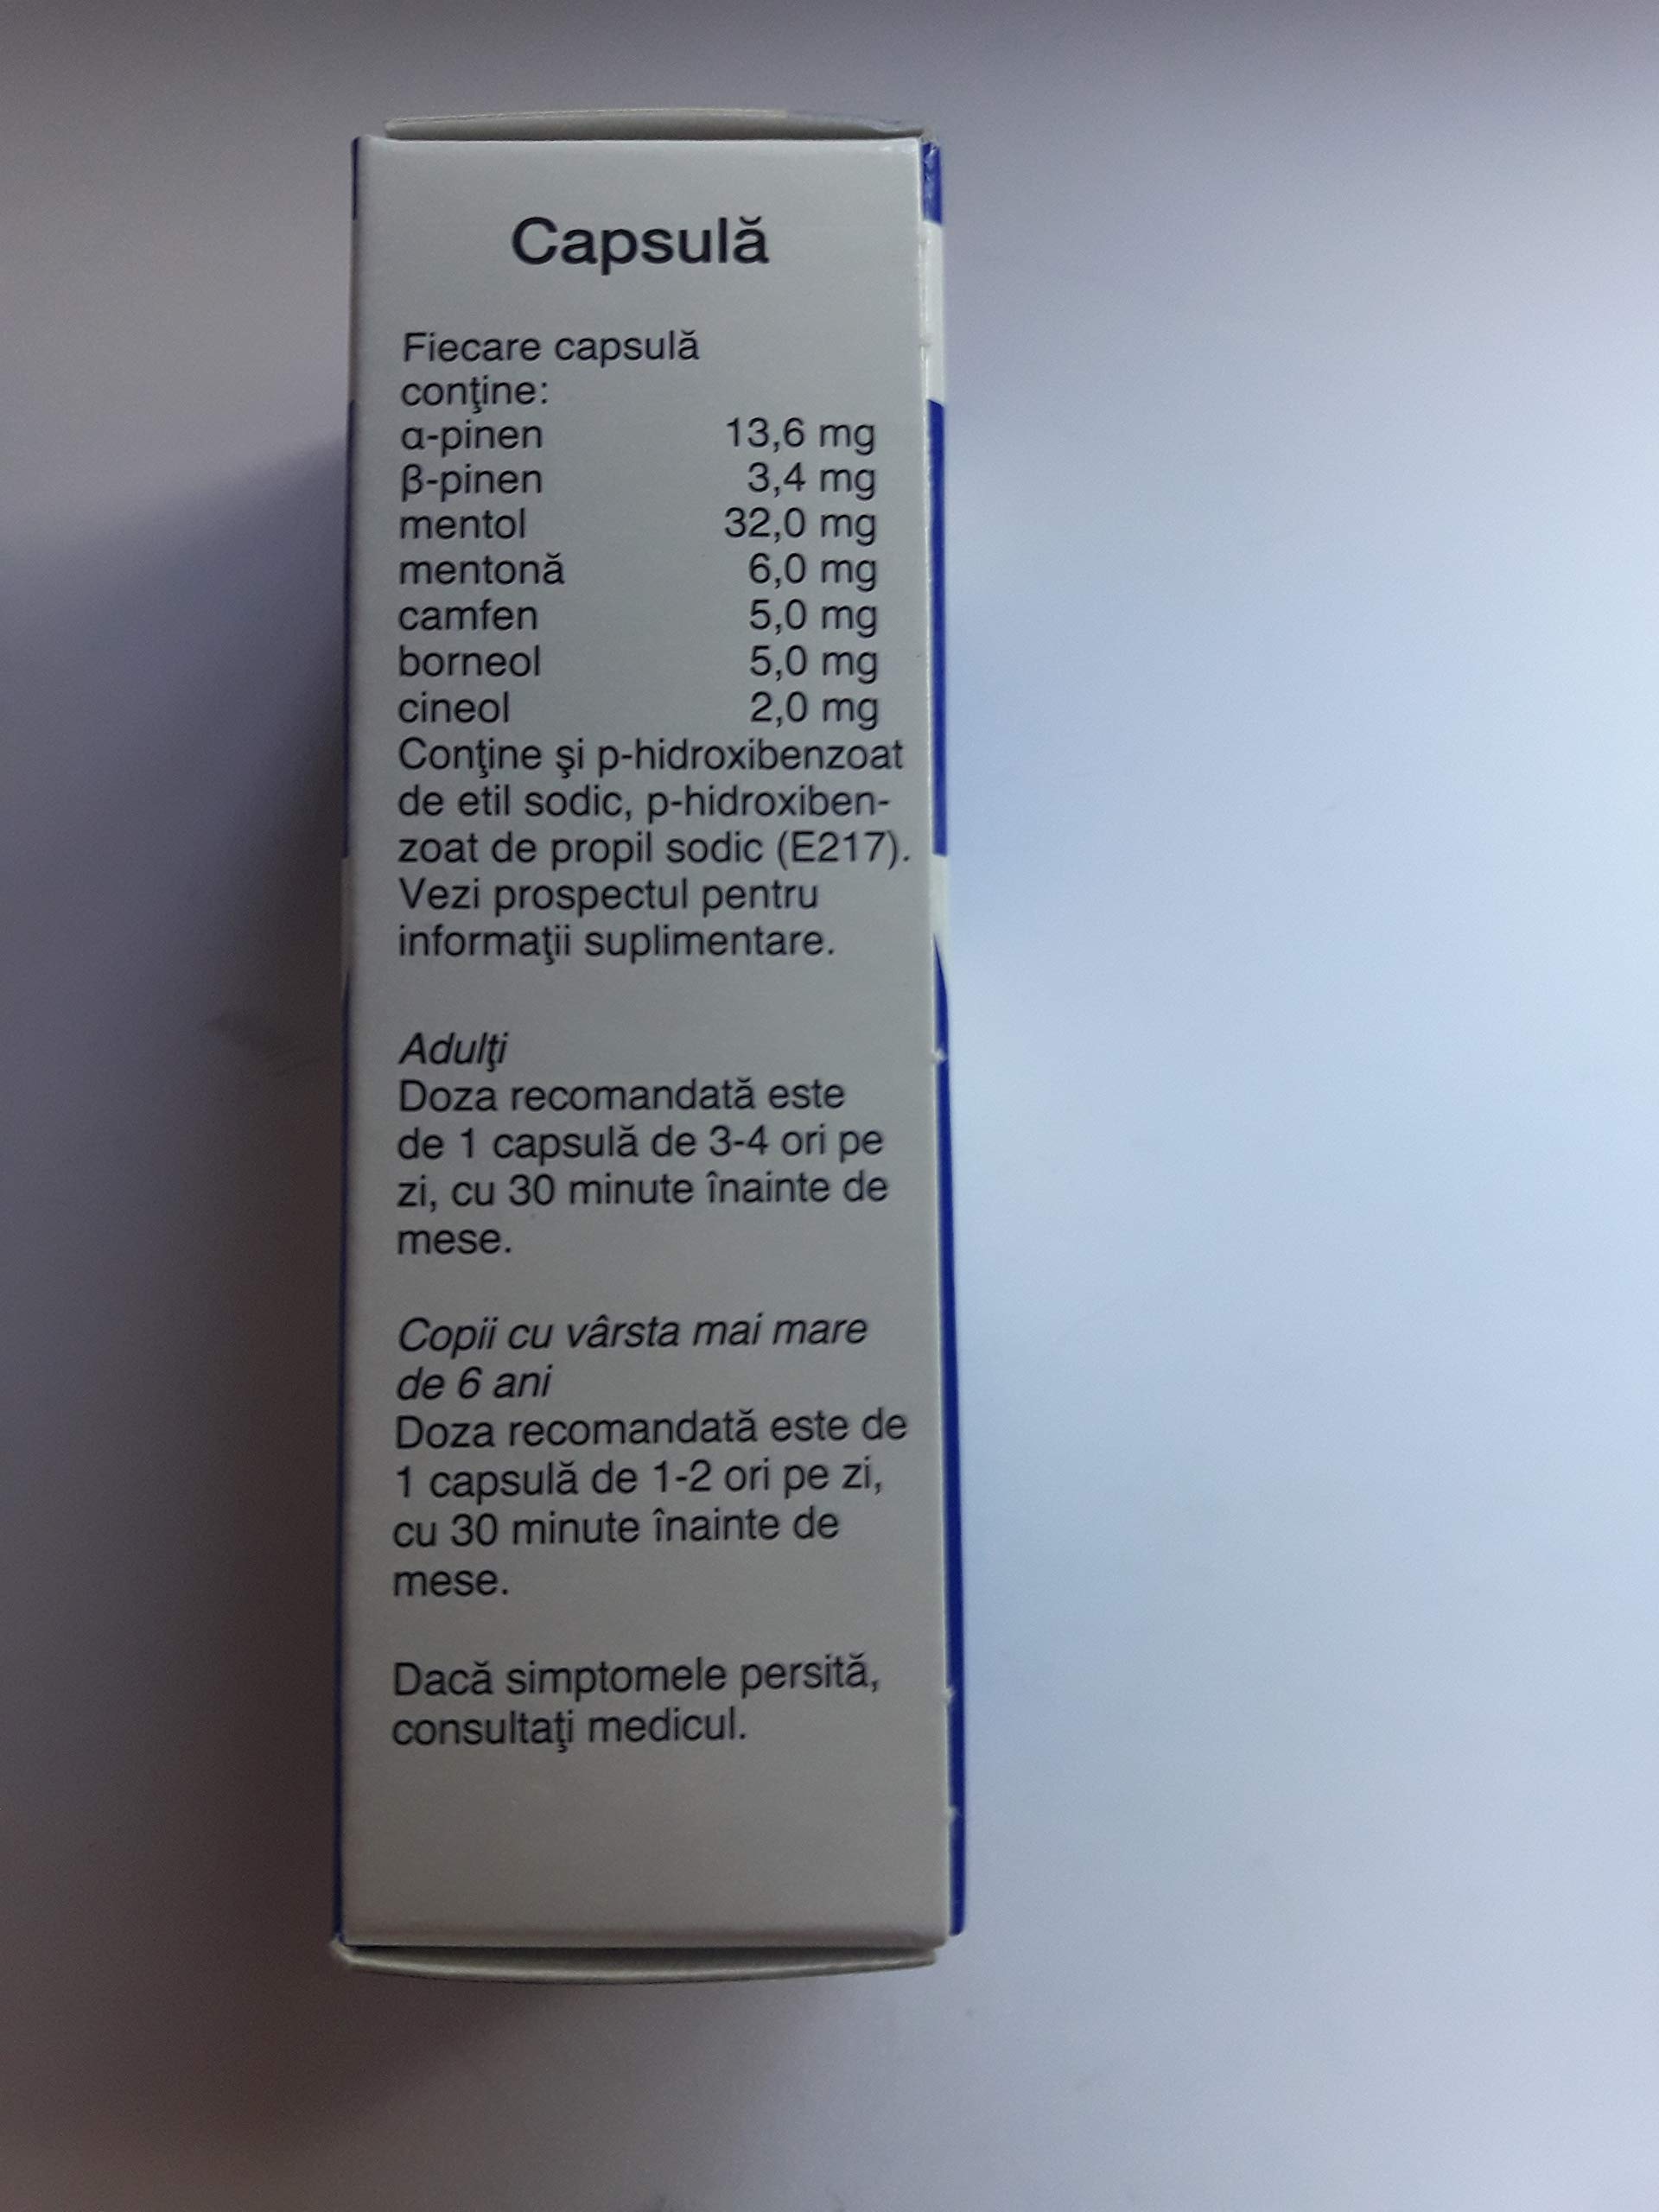 Capsulă
Fiecare capsulă
conţine:
α-pinen 13,6 mg
β-pinen 3,4 mg
mentol 32,0 mg
mentonă 6,0 mg
camfen 5,0 mg
borneol 5,0 mg
cineol 2,0 mg
Conţine şi p-hidroxibenzoat
de etil sodic, p-hidroxiben-
zoat de propil sodic (E217).
Vezi prospectul pentru
informaţii suplimentare.
Adulţi
Doza recomandată este
de 1 capsulă de 3-4 ori pe
zi, cu 30 minute înainte de
mese.
Copii cu vârsta mai mare
de 6 ani
Doza recomandată este de
1 capsulă de 1-2 ori pe zi,
cu 30 minute înainte de
mese.
Dacă simptomele persită,
consultaţi medicul.